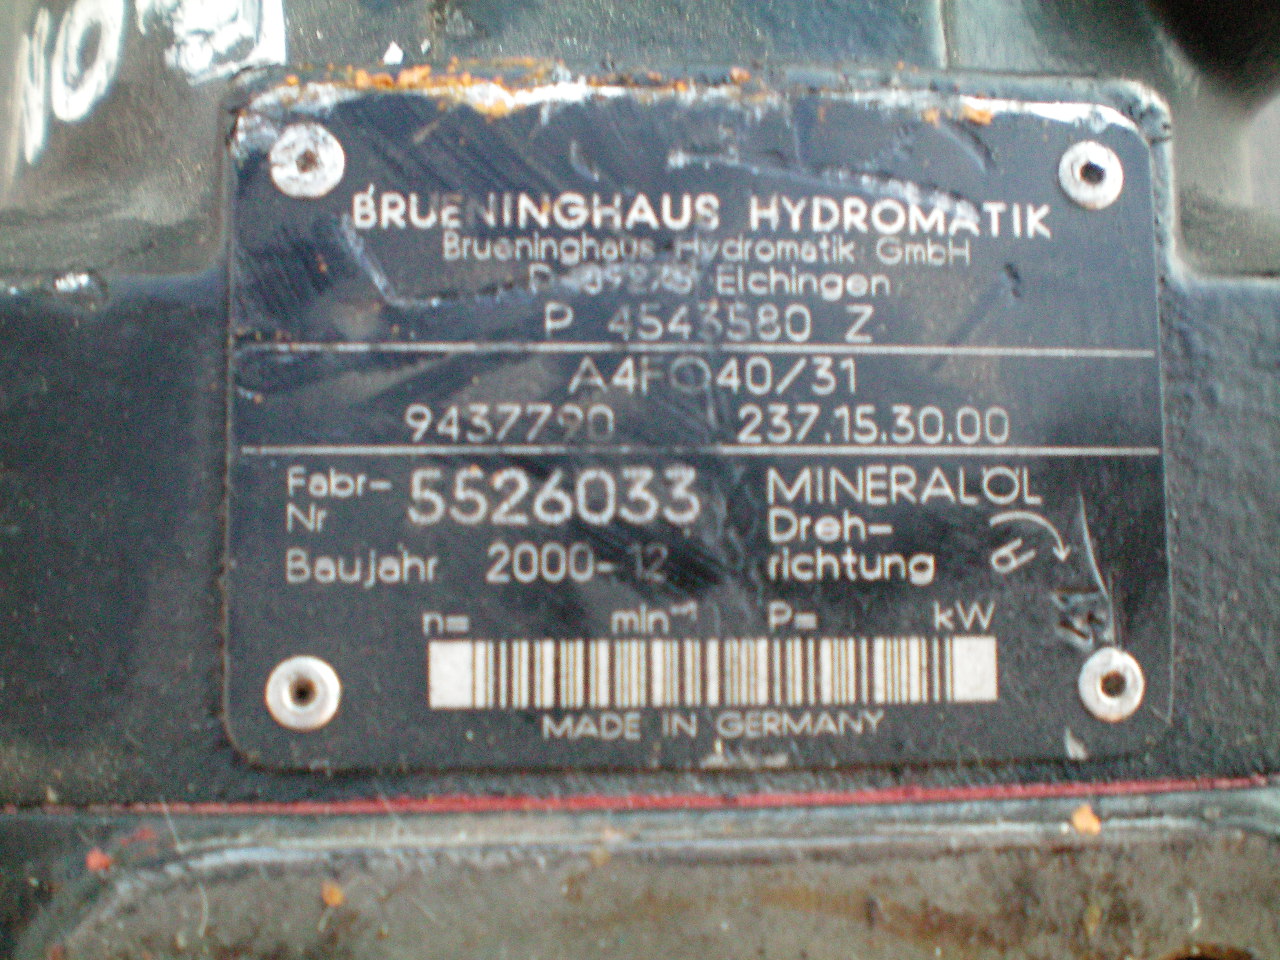 BRUENINGHAUS HYDROMATIK
Brueninghaus Hydromatik GmbH
Elchingen
P 4543580 Z
A4FO40/31
9437790 237.15.30.00
Fabr-Nr 5526033 MINERALÖL
Baujahr 2000-12 Dreh-richtung
n= min⁻¹ P= kW
MADE IN GERMANY